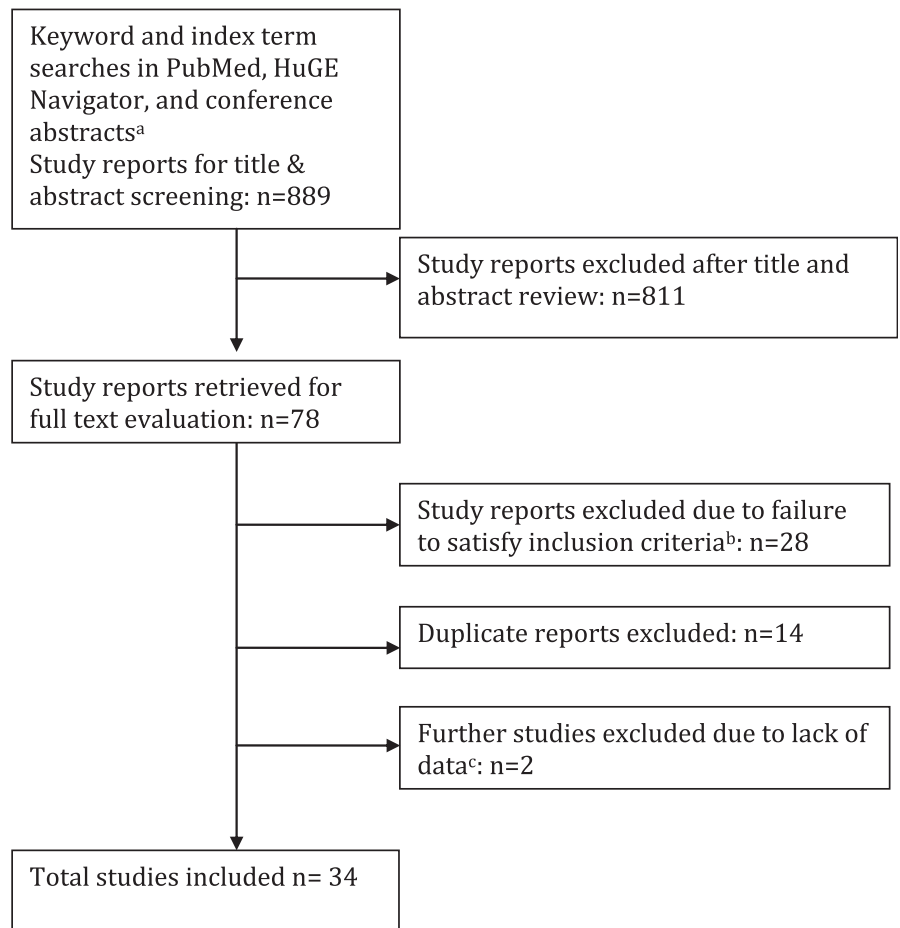 Keyword and index term
searches in PubMed, HuGE
Navigator, and conference
abstractsᵃ
Study reports for title &
abstract screening: n=889
Study reports excluded after title and
abstract review: n=811
Study reports retrieved for
full text evaluation: n=78
Study reports excluded due to failure
to satisfy inclusion criteriaᵇ: n=28
Duplicate reports excluded: n=14
Further studies excluded due to lack of
dataᶜ: n=2
Total studies included n= 34